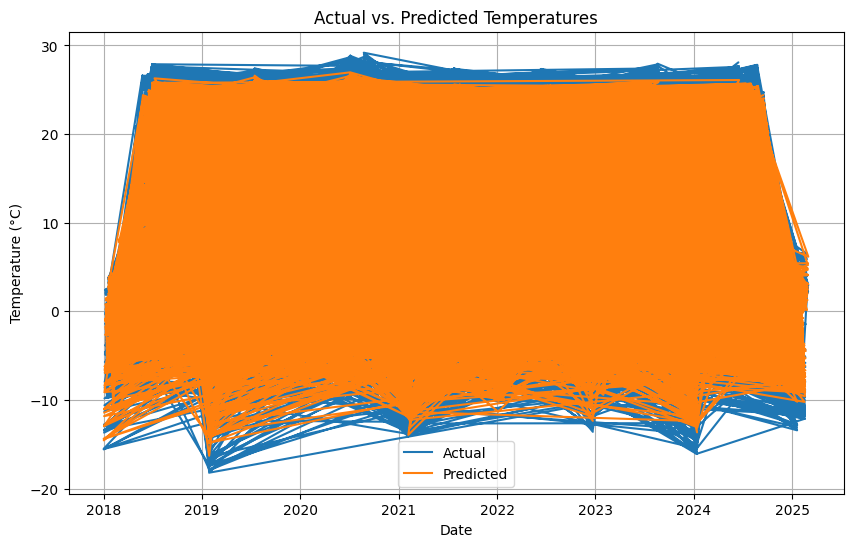 Actual vs. Predicted Temperatures
Temperature (°C)
30
20
10
0
−10
−20
2018 2019 2020 2021 2022 2023 2024 2025
Date
Actual
Predicted